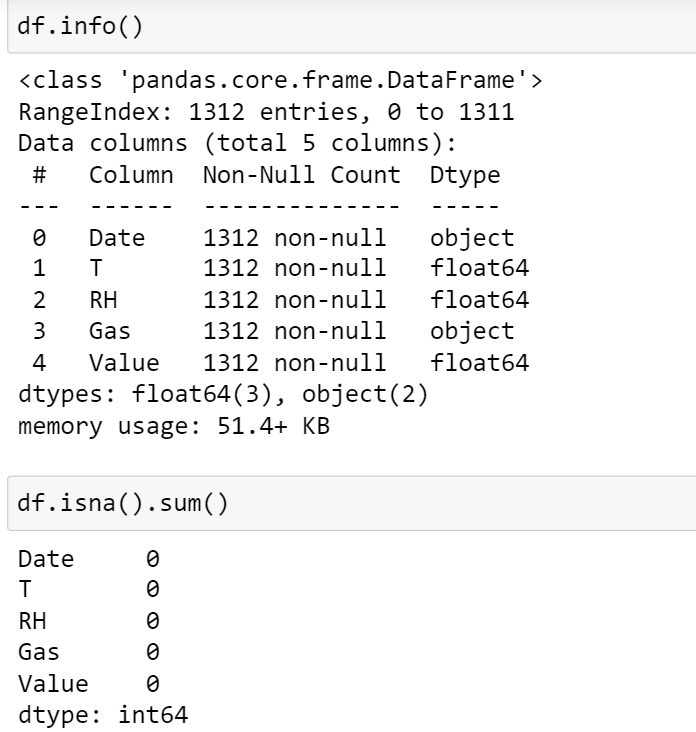 df.info()
<class 'pandas.core.frame.DataFrame'>
RangeIndex: 1312 entries, 0 to 1311
Data columns (total 5 columns):
 #   Column  Non-Null Count  Dtype
---  ------  --------------  -----
 0   Date    1312 non-null   object
 1   T       1312 non-null   float64
 2   RH      1312 non-null   float64
 3   Gas     1312 non-null   object
 4   Value   1312 non-null   float64
dtypes: float64(3), object(2)
memory usage: 51.4+ KB
df.isna().sum()
Date     0
T        0
RH       0
Gas      0
Value    0
dtype: int64